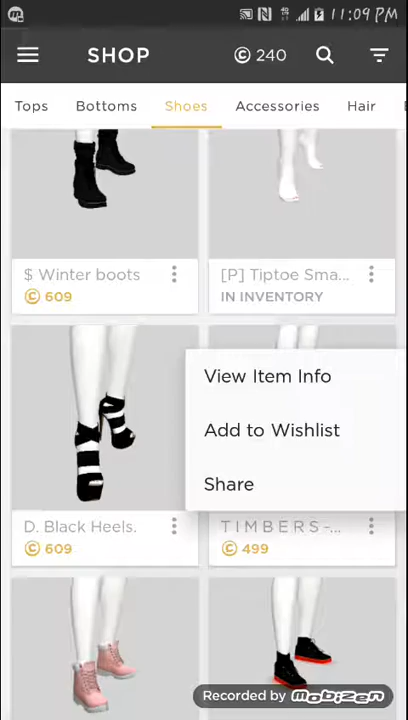 11:09 PM
SHOP
© 240
Tops Bottoms Shoes Accessories Hair
$ Winter boots
© 609
[P] Tiptoe Sma...
IN INVENTORY
View Item Info
Add to Wishlist
Share
D. Black Heels.
© 609
T I M B E R S -...
© 499
Recorded by mobizen